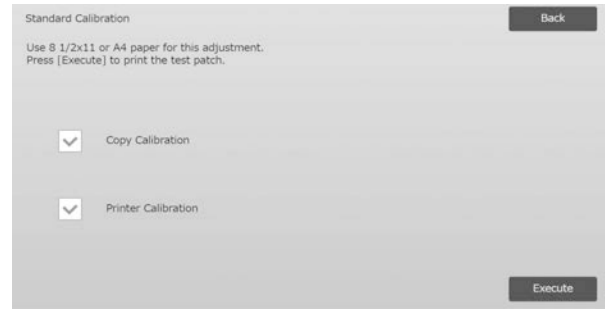 Standard Calibration
Back
Use 8 1/2x11 or A4 paper for this adjustment.
Press [Execute] to print the test patch.
Copy Calibration
Printer Calibration
Execute